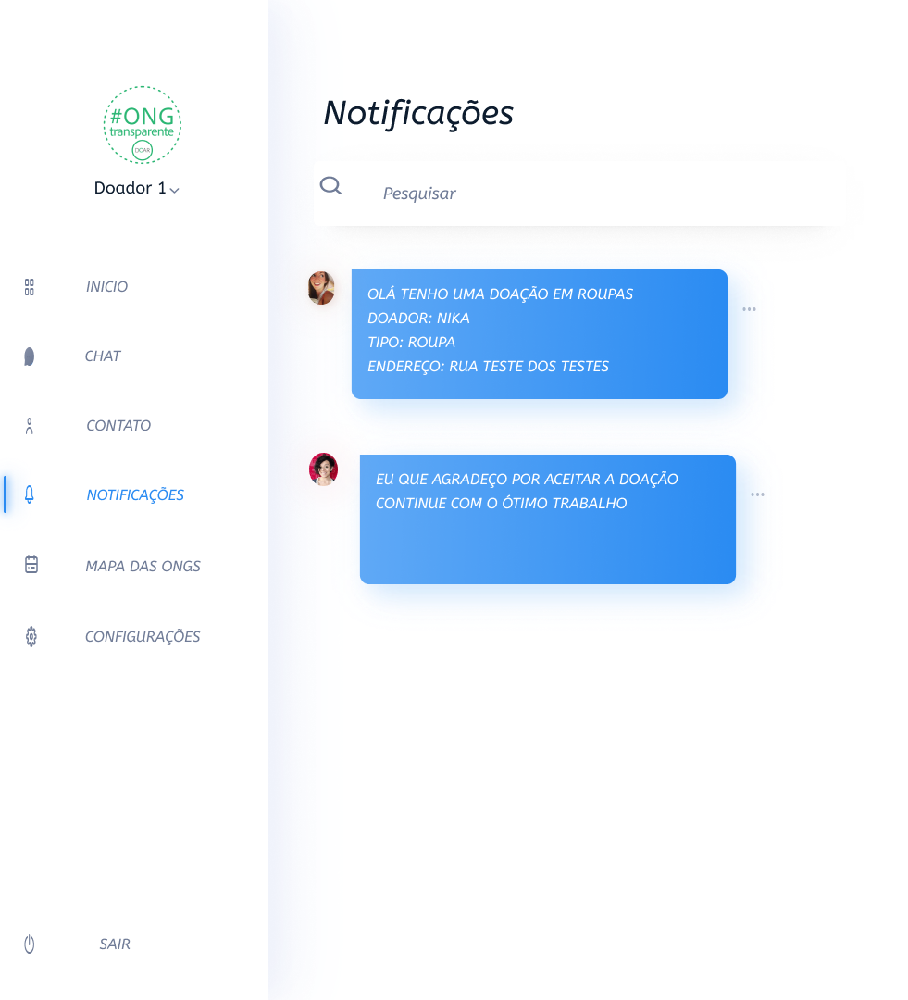 #ONG
transparente
DOAR
Doador 1
INICIO
CHAT
CONTATO
NOTIFICAÇÕES
MAPA DAS ONGS
CONFIGURAÇÕES
SAIR
Notificações
Pesquisar
OLÁ TENHO UMA DOAÇÃO EM ROUPAS
DOADOR: NIKA
TIPO: ROUPA
ENDEREÇO: RUA TESTE DOS TESTES
EU QUE AGRADEÇO POR ACEITAR A DOAÇÃO
CONTINUE COM O ÓTIMO TRABALHO